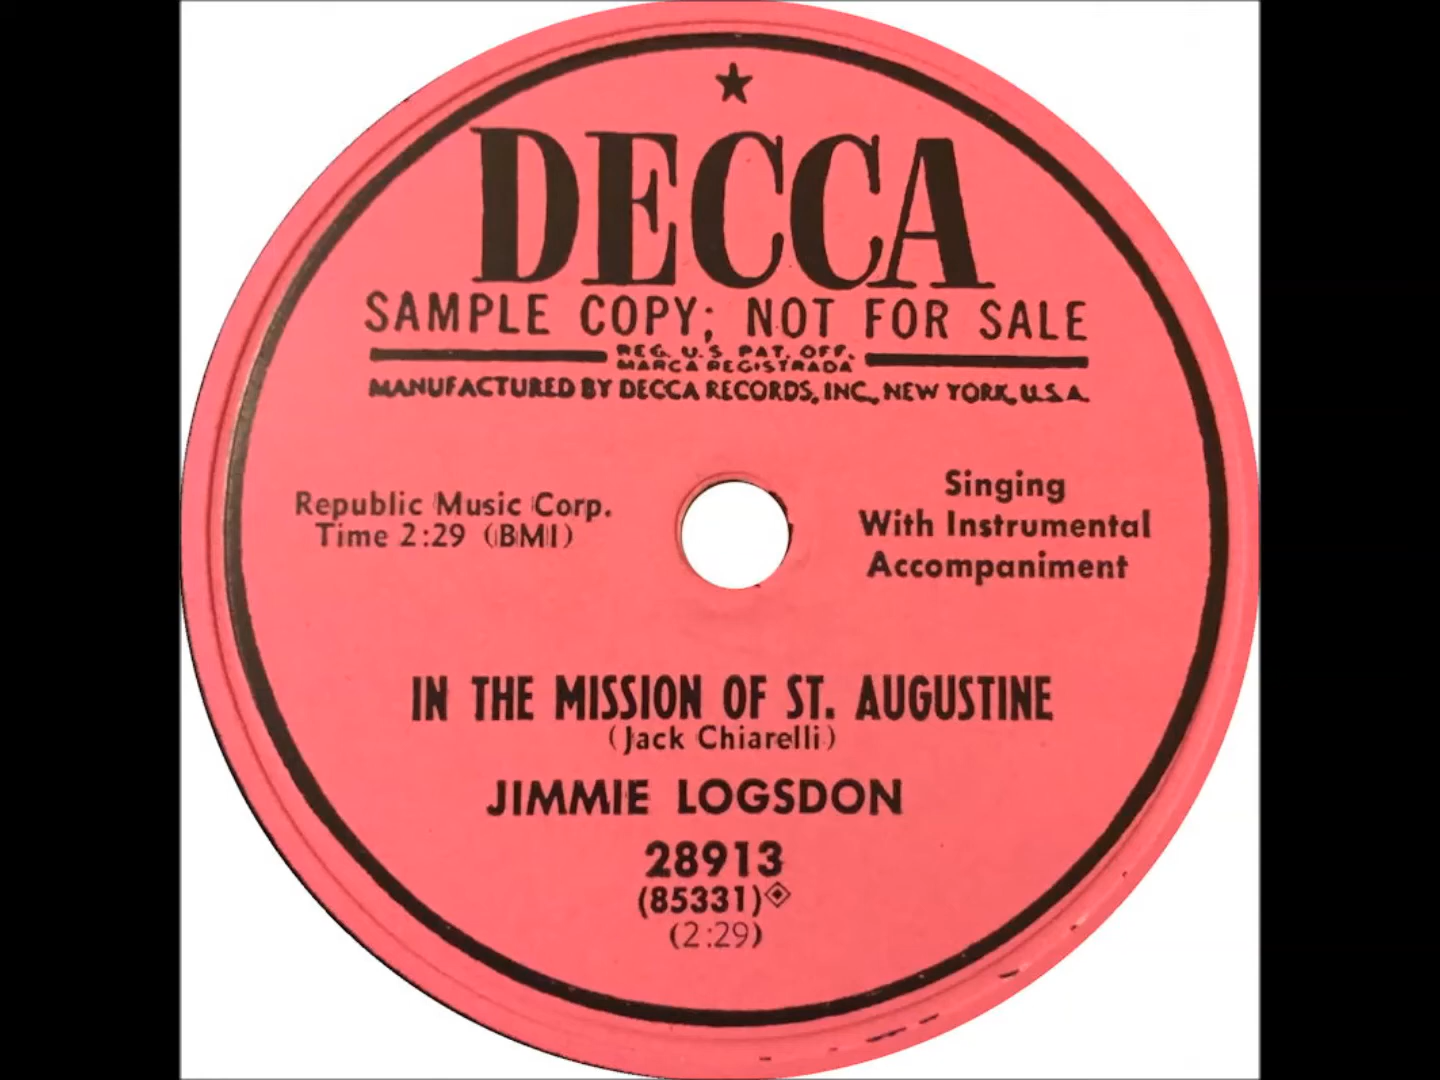 DECCA
SAMPLE COPY; NOT FOR SALE
REG. U.S. PAT. OFF.
MARCA REGISTRADA
MANUFACTURED BY DECCA RECORDS, INC., NEW YORK, U.S.A.
Republic Music Corp.
Time 2:29 (BMI)
Singing
With Instrumental
Accompaniment
IN THE MISSION OF ST. AUGUSTINE
(Jack Chiarelli)
JIMMIE LOGSDON
28913
(85331)
(2:29)